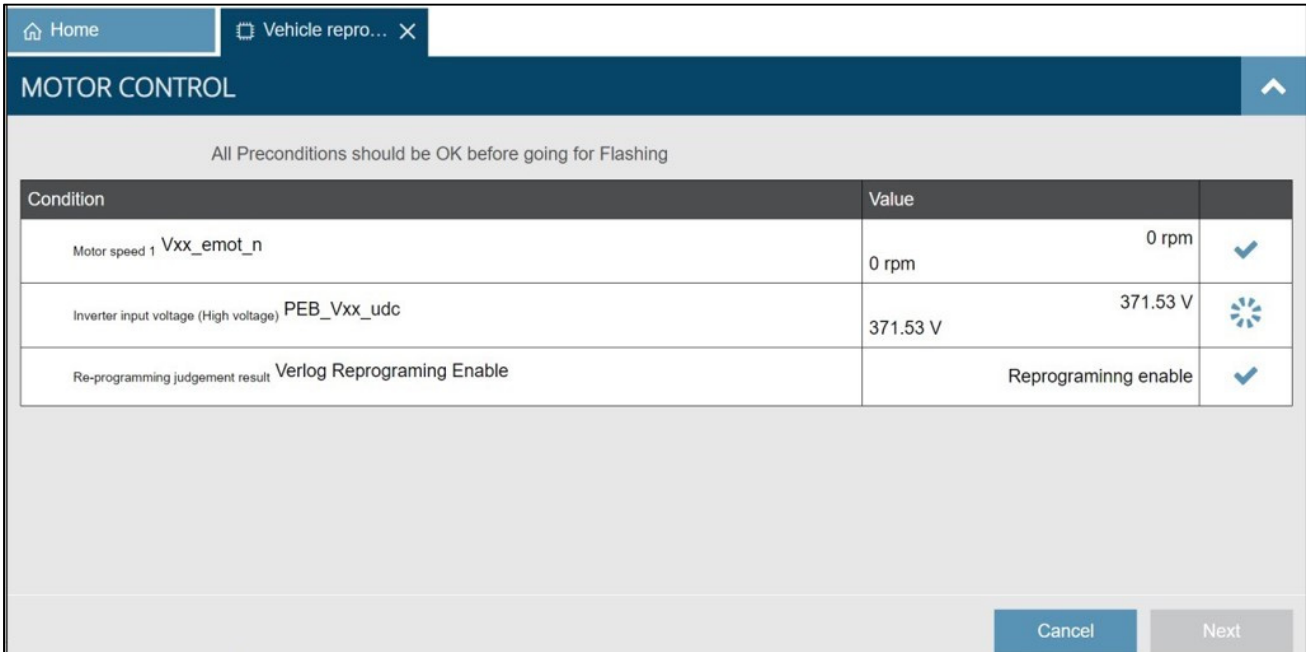 Home
Vehicle repro...
MOTOR CONTROL
All Preconditions should be OK before going for Flashing
Condition Value
Motor speed 1 Vxx_emot_n 0 rpm
0 rpm
Inverter input voltage (High voltage) PEB_Vxx_udc 371.53 V
371.53 V
Re-programming judgement result Verlog Reprograming Enable Reprograminng enable
Cancel Next